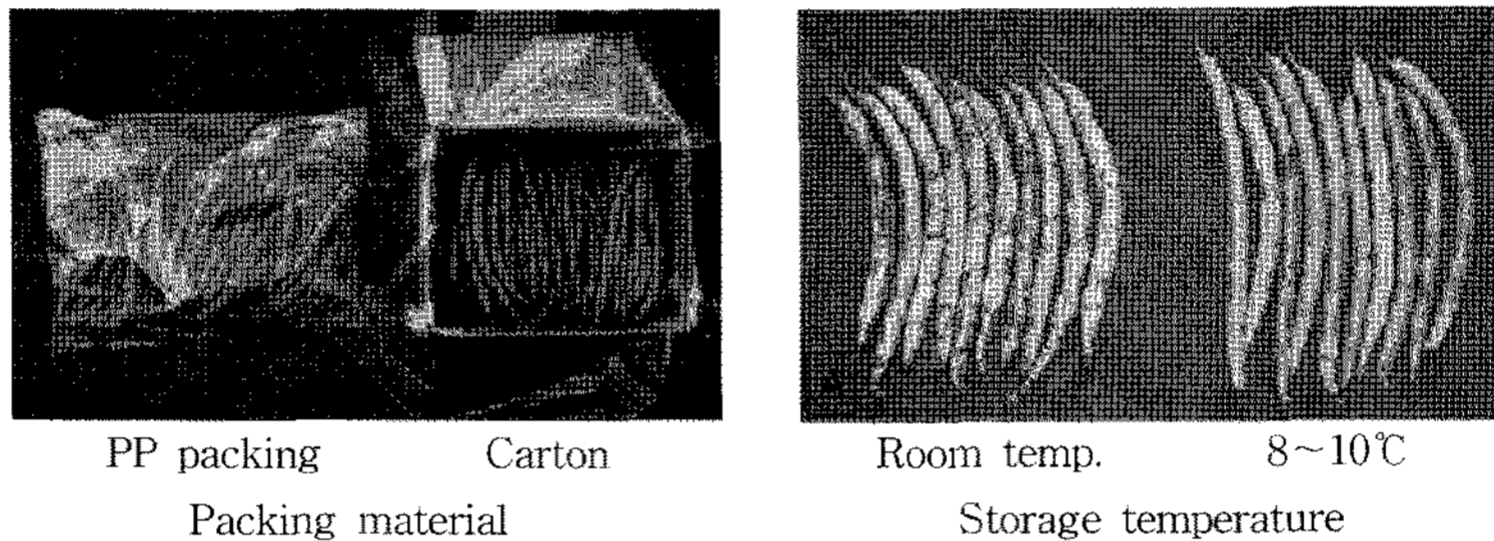 PP packing
Carton
Packing material
Room temp.
8~10℃
Storage temperature